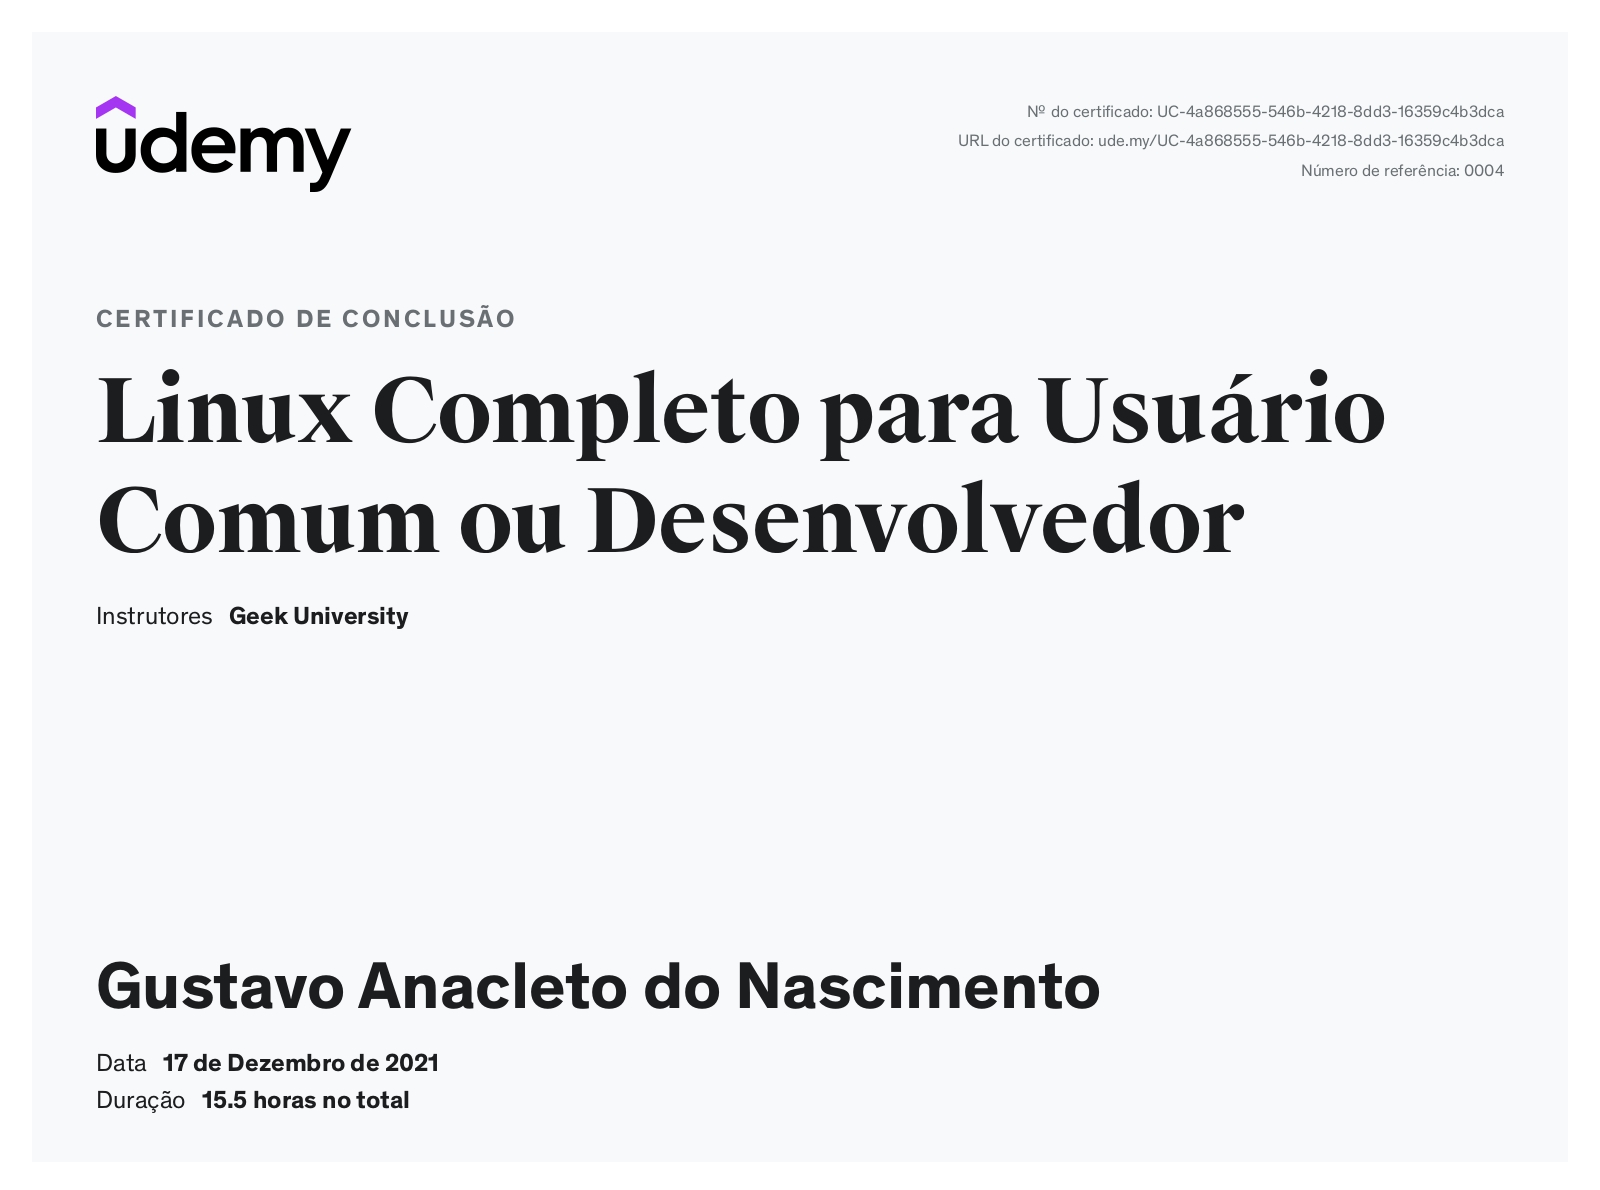 udemy
Nº do certificado: UC-4a868555-546b-4218-8dd3-16359c4b3dca
URL do certificado: ude.my/UC-4a868555-546b-4218-8dd3-16359c4b3dca
Número de referência: 0004
CERTIFICADO DE CONCLUSÃO
Linux Completo para Usuário
Comum ou Desenvolvedor
Instrutores Geek University
Gustavo Anacleto do Nascimento
Data 17 de Dezembro de 2021
Duração 15.5 horas no total